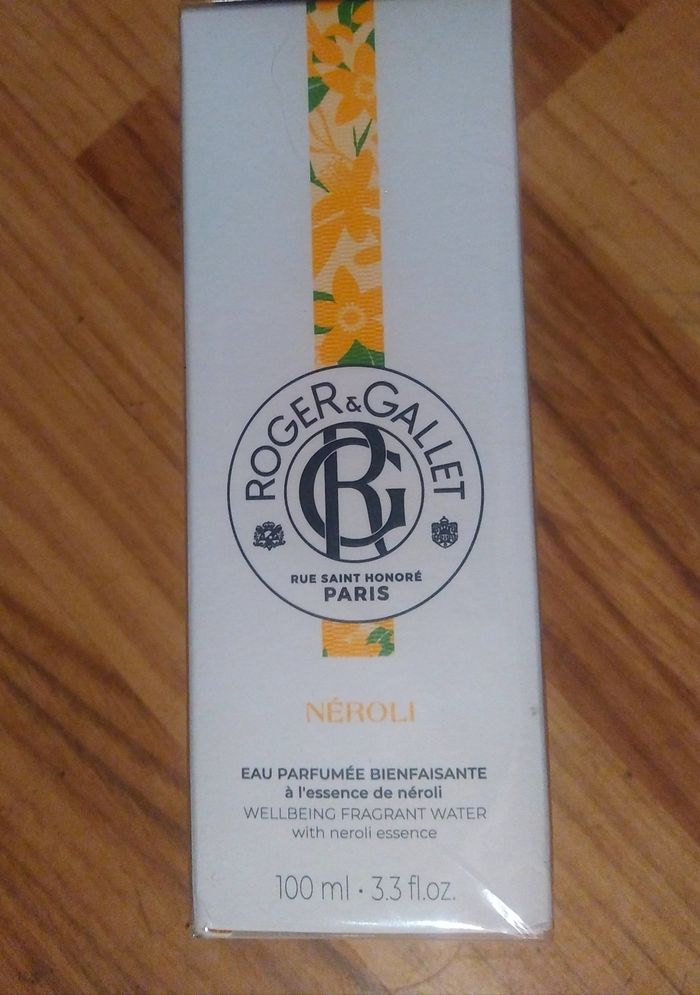 ROGER & GALLET
RG
RUE SAINT HONORÉ
PARIS
NÉROLI
EAU PARFUMÉE BIENFAISANTE
à l'essence de néroli
WELLBEING FRAGRANT WATER
with neroli essence
100 ml • 3.3 fl.oz.